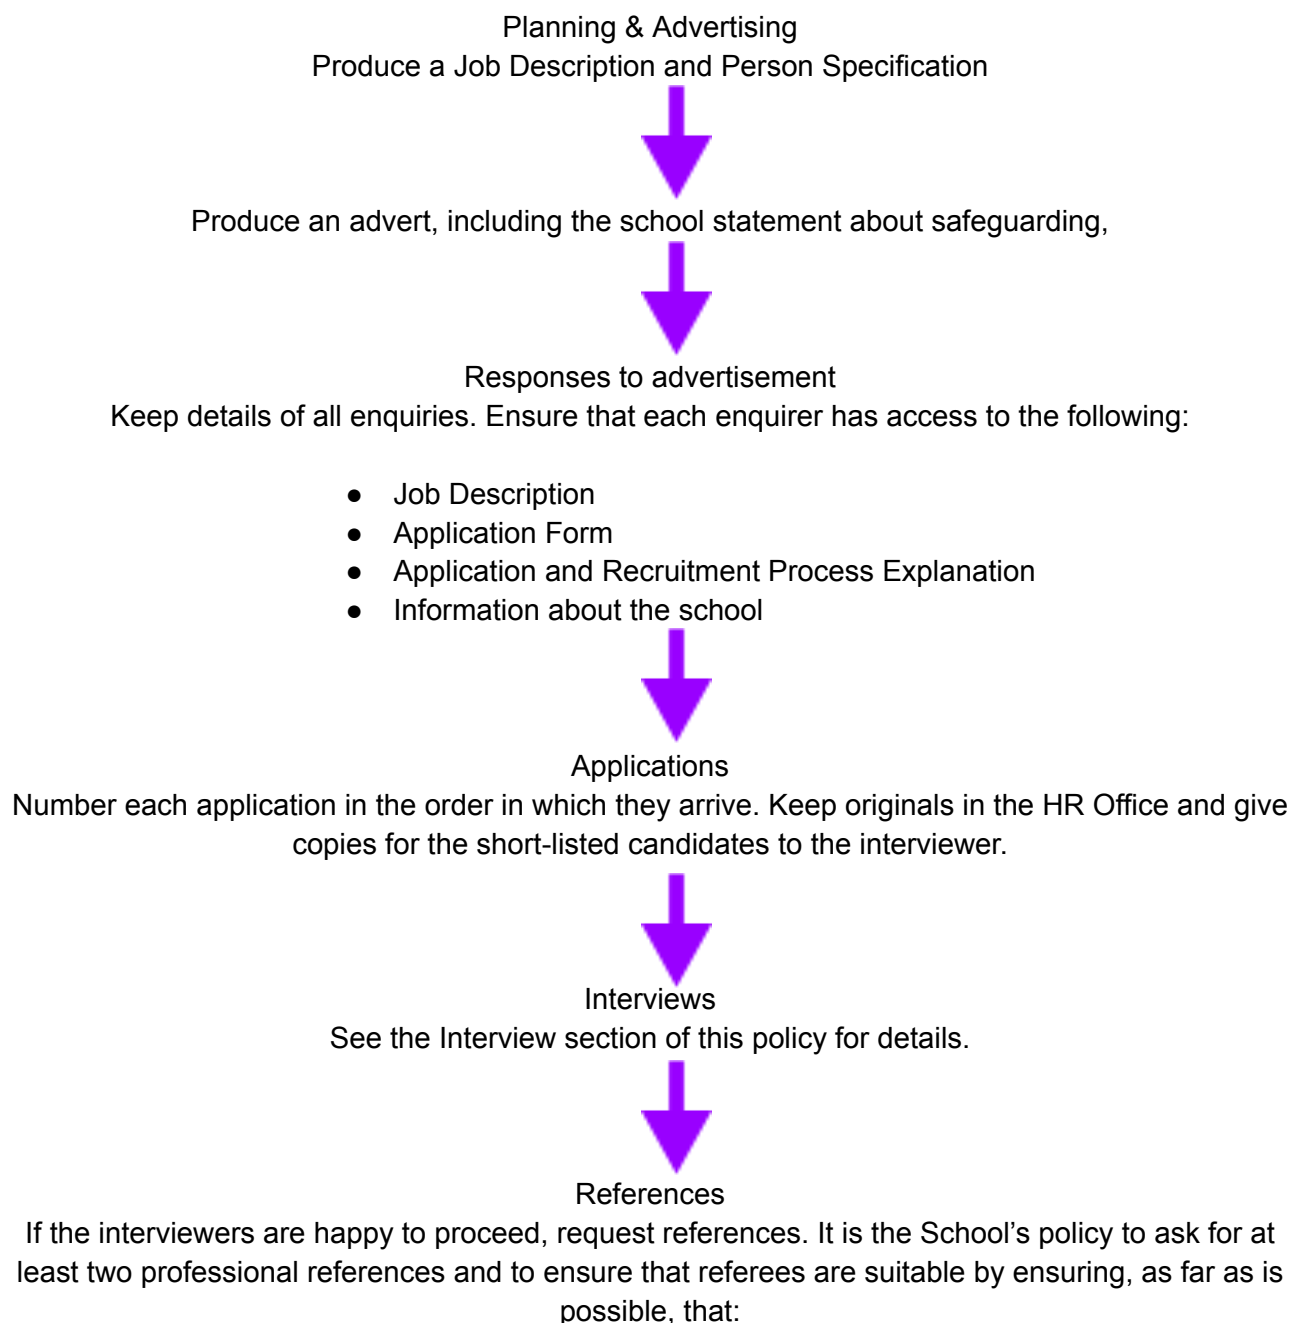 Planning & Advertising
Produce a Job Description and Person Specification
Produce an advert, including the school statement about safeguarding,
Responses to advertisement
Keep details of all enquiries. Ensure that each enquirer has access to the following:
● Job Description
● Application Form
● Application and Recruitment Process Explanation
● Information about the school
Applications
Number each application in the order in which they arrive. Keep originals in the HR Office and give
copies for the short-listed candidates to the interviewer.
Interviews
See the Interview section of this policy for details.
References
If the interviewers are happy to proceed, request references. It is the School’s policy to ask for at
least two professional references and to ensure that referees are suitable by ensuring, as far as is
possible, that: